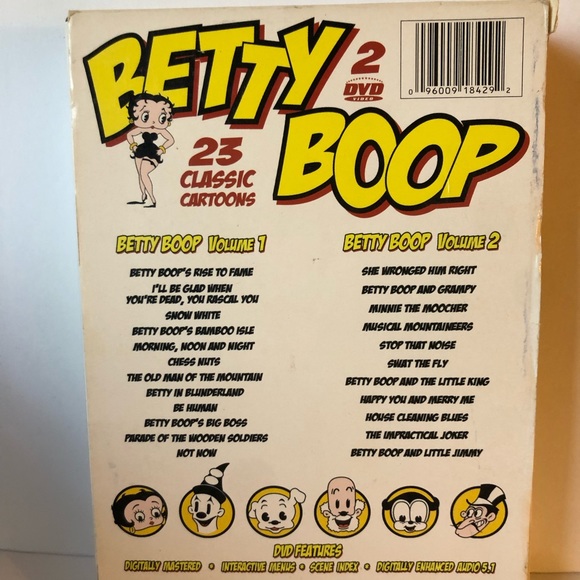 BETTY
BOOP
2
DVD
VIDEO
0 96009 18429 2
23
CLASSIC
CARTOONS
BETTY BOOP VOLUME 1
BETTY BOOP'S RISE TO FAME
I'LL BE GLAD WHEN
YOU'RE DEAD, YOU RASCAL YOU
SNOW WHITE
BETTY BOOP'S BAMBOO ISLE
MORNING, NOON AND NIGHT
CHESS NUTS
THE OLD MAN OF THE MOUNTAIN
BETTY IN BLUNDERLAND
BE HUMAN
BETTY BOOP'S BIG BOSS
PARADE OF THE WOODEN SOLDIERS
NOT NOW
BETTY BOOP VOLUME 2
SHE WRONGED HIM RIGHT
BETTY BOOP AND GRAMPY
MINNIE THE MOOCHER
MUSICAL MOUNTAINEERS
STOP THAT NOISE
SWAT THE FLY
BETTY BOOP AND THE LITTLE KING
HAPPY YOU AND MERRY ME
HOUSE CLEANING BLUES
THE IMPRACTICAL JOKER
BETTY BOOP AND LITTLE JIMMY
DVD FEATURES
DIGITALLY MASTERED • INTERACTIVE MENUS • SCENE INDEX • DIGITALLY ENHANCED AUDIO 5.1